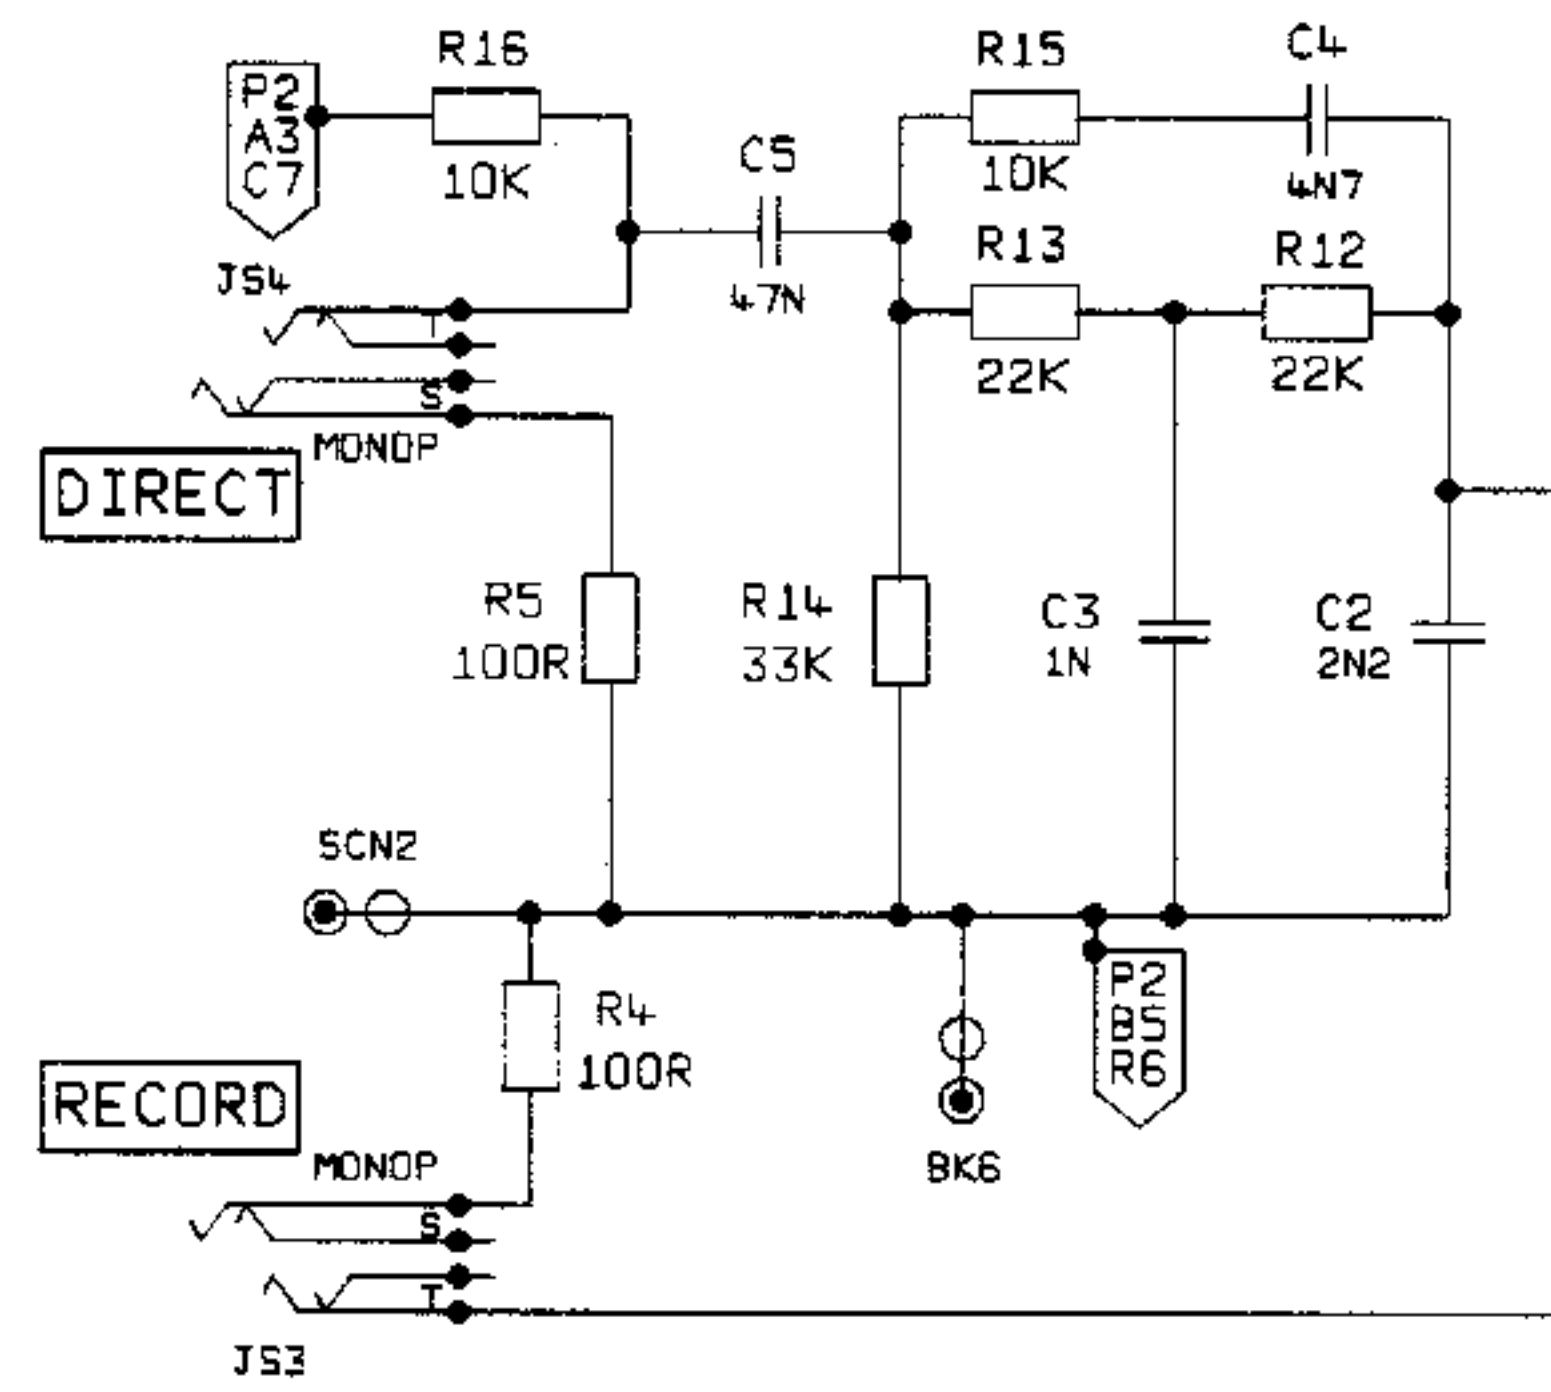 R16
R15
C4
P2
A3
C7
10K
C5
10K
4N7
R13
R12
JS4
47N
T
22K
22K
S
MONOP
DIRECT
R5
100R
R14
33K
C3
1N
C2
2N2
SCN2
P2
B5
R6
R4
100R
RECORD
MONOP
BK6
S
T
JS3